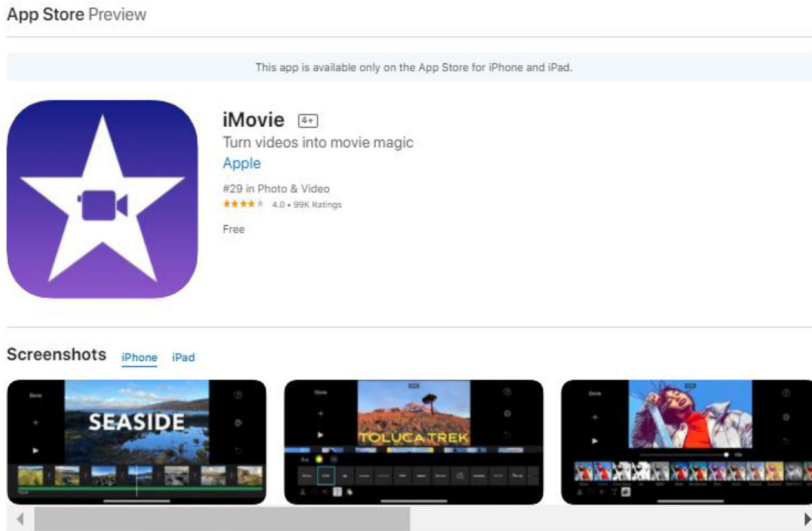 App Store Preview
This app is available only on the App Store for iPhone and iPad.
iMovie 4+
Turn videos into movie magic
Apple
#29 in Photo & Video
4.0 • 99K Ratings
Free
Screenshots iPhone iPad
Done
SEASIDE
Done
TOLUCA TREK
Aa
Done